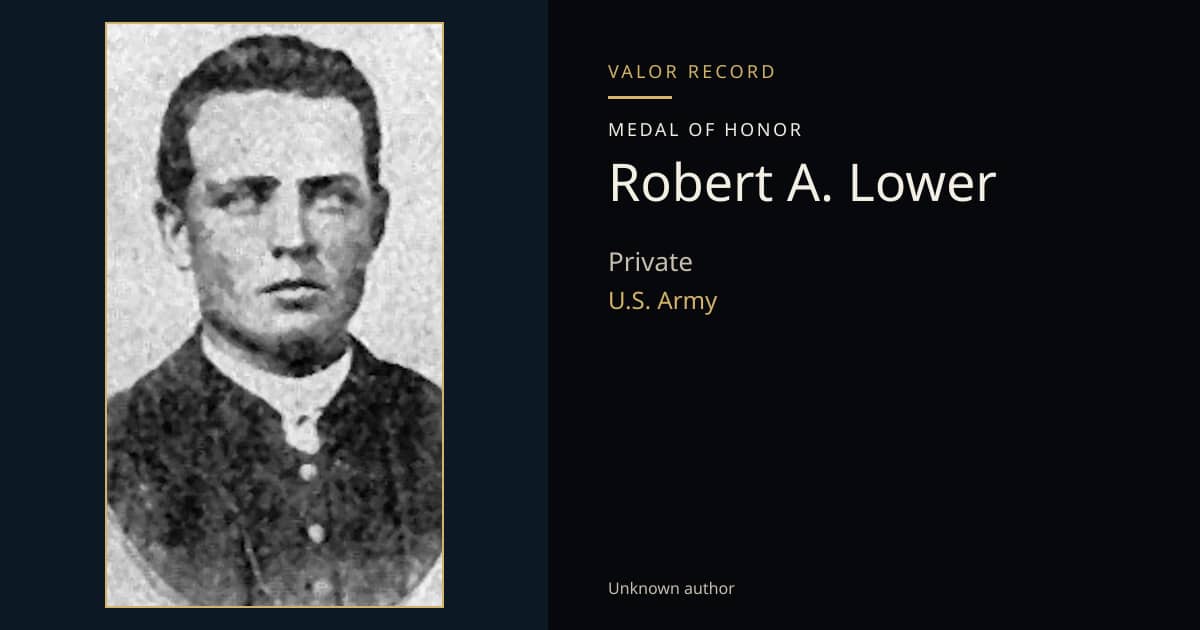 VALOR RECORD
MEDAL OF HONOR
Robert A. Lower
Private
U.S. Army
Unknown author